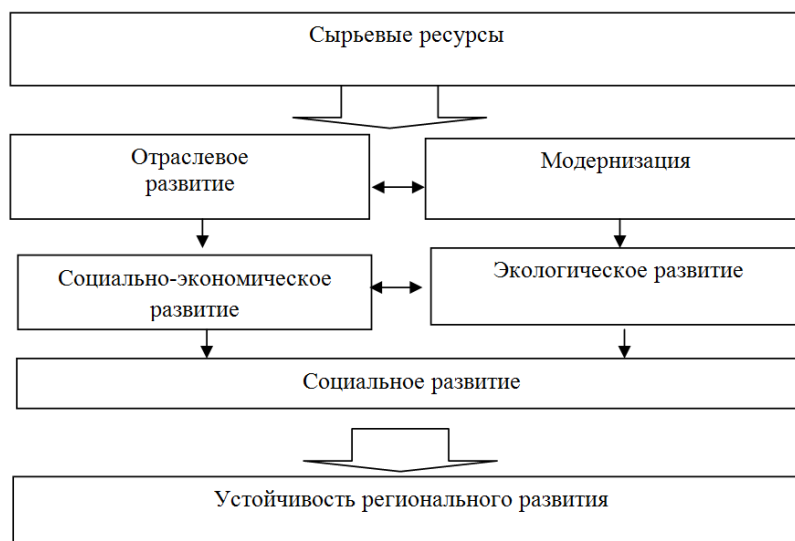 Сырьевые ресурсы
Отраслевое
развитие
Модернизация
Социально-экономическое
развитие
Экологическое развитие
Социальное развитие
Устойчивость регионального развития